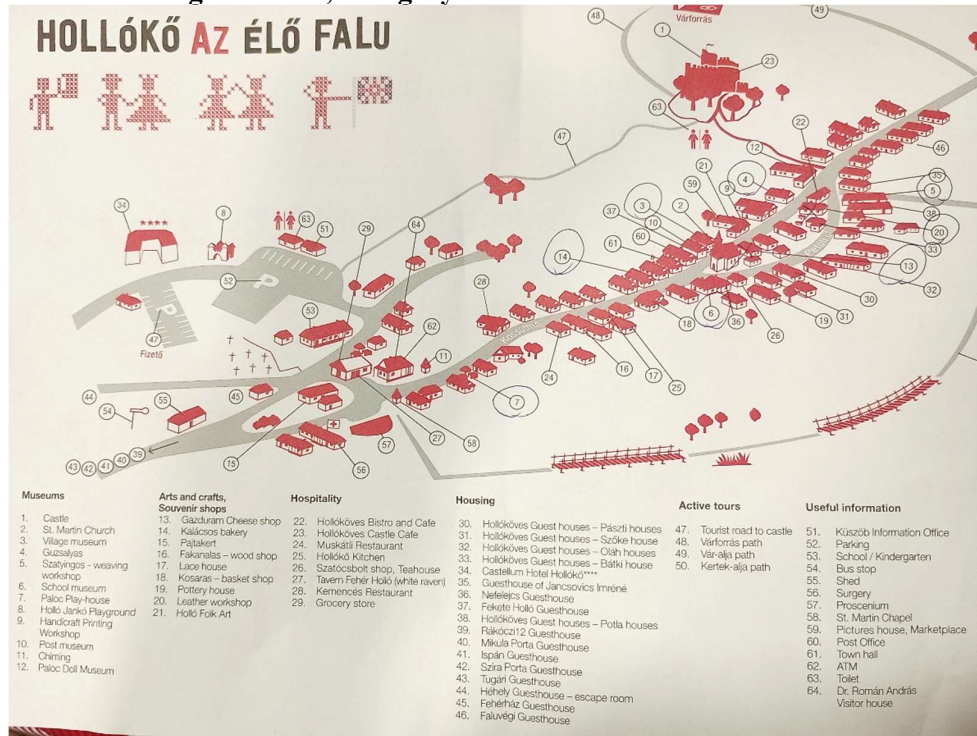 HOLLÓKŐ AZ ÉLŐ FALU
Várforrás
Fizető
Museums
1. Castle
2. St. Martin Church
3. Village museum
4. Guzsalyas
5. Szatyingos - weaving
workshop
6. School museum
7. Paloc Play-house
8. Holló Jankó Playground
9. Handicraft Printing
Workshop
10. Post museum
11. Chiming
12. Paloc Doll Museum
Arts and crafts,
Souvenir shops
13. Gazduram Cheese shop
14. Kalácsos bakery
15. Pajtakert
16. Fakanalas – wood shop
17. Lace house
18. Kosaras – basket shop
19. Pottery house
20. Leather workshop
21. Holló Folk Art
Hospitality
22. Hollóköves Bistro and Cafe
23. Hollóköves Castle Cafe
24. Muskátli Restaurant
25. Hollókő Kitchen
26. Szatócsbolt shop, Teahouse
27. Tavern Fehér Holló (white raven)
28. Kemencés Restaurant
29. Grocery store
Housing
30. Hollóköves Guest houses – Pászti houses
31. Hollóköves Guest houses – Szőke house
32. Hollóköves Guest houses – Oláh houses
33. Hollóköves Guest houses – Bátki house
34. Castellum Hotel Hollókő****
35. Guesthouse of Jancsovics Imréné
36. Nefelejcs Guesthouse
37. Fekete Holló Guesthouse
38. Hollóköves Guest houses – Potla houses
39. Rákóczi12 Guesthouse
40. Mikula Porta Guesthouse
41. Ispán Guesthouse
42. Szira Porta Guesthouse
43. Tugári Guesthouse
44. Héhely Guesthouse – escape room
45. Fehérház Guesthouse
46. Faluvégi Guesthouse
Active tours
47. Tourist road to castle
48. Várforrás path
49. Vár-alja path
50. Kertek-alja path
Useful information
51. Küszöb Information Office
52. Parking
53. School / Kindergarten
54. Bus stop
55. Shed
56. Surgery
57. Proscenium
58. St. Martin Chapel
59. Pictures house, Marketplace
60. Post Office
61. Town hall
62. ATM
63. Toilet
64. Dr. Román András
Visitor house